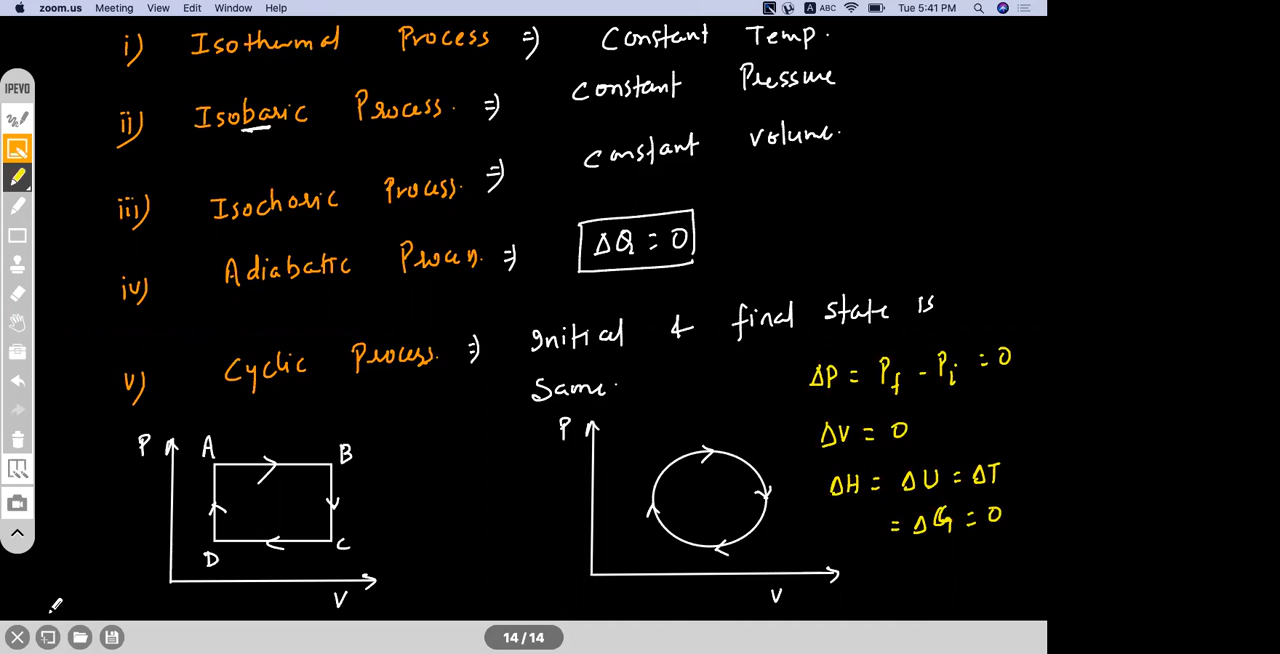 zoom.us Meeting View Edit Window Help
A ABC Tue 5:41 PM
IPEVO
i) Isothermal Process ⇒ Constant Temp.
ii) Isobaric Process. ⇒ Constant Pressure
iii) Isochoric Process. ⇒ Constant volume.
iv) Adiabatic Process. ⇒ ΔQ = 0
v) Cyclic Process. ⇒ Initial & final state is
same.
ΔP = Pf - Pi = 0
ΔV = 0
ΔH = ΔU = ΔT
= ΔG = 0
P A B
D C
V
P
V
14 / 14